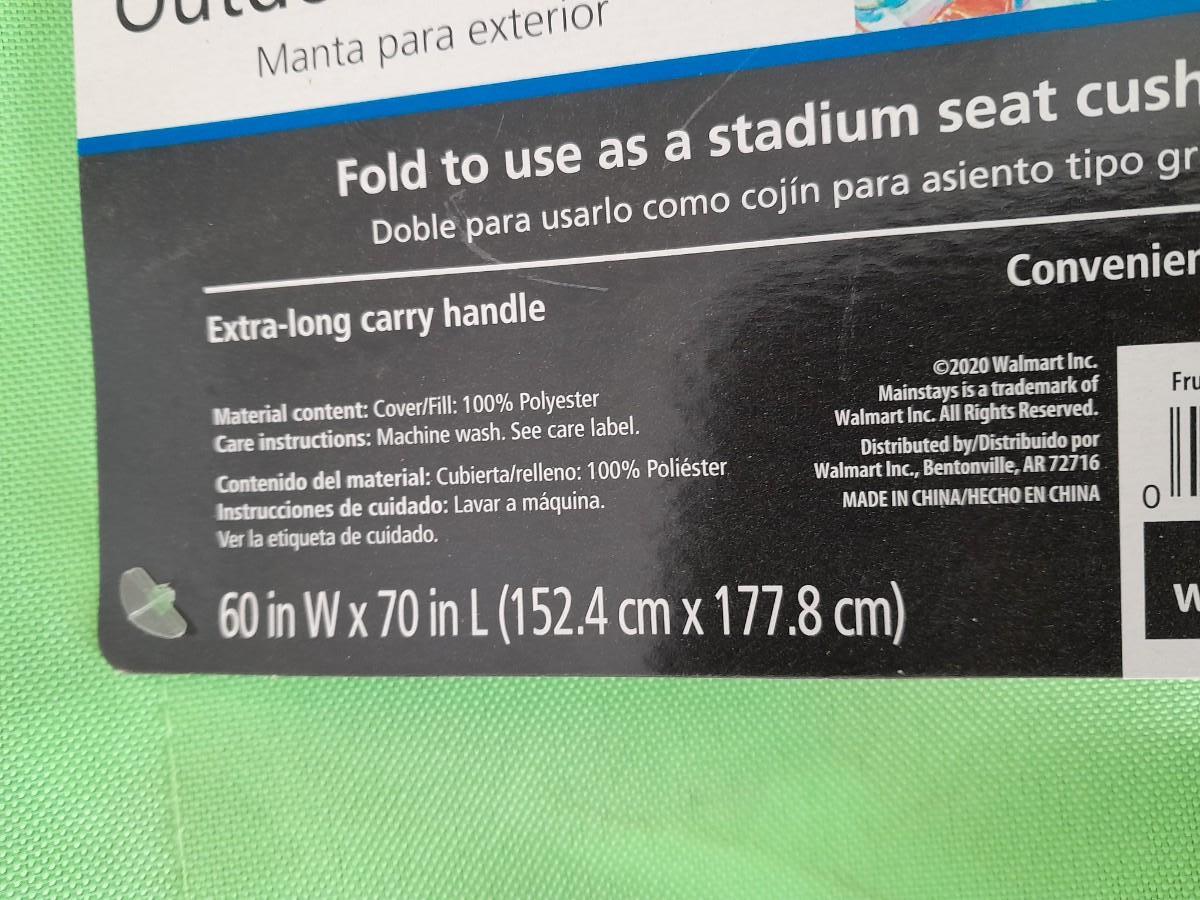 Manta para exterior
Fold to use as a stadium seat
Doble para usarlo como cojín para asiento tipo
Extra-long carry handle
Material content: Cover/Fill: 100% Polyester
Care instructions: Machine wash. See care label.
Contenido del material: Cubierta/relleno: 100% Poliéster
Instrucciones de cuidado: Lavar a máquina.
Ver la etiqueta de cuidado.
60 in W x 70 in L (152.4 cm x 177.8 cm)
©2020 Walmart Inc.
Mainstays is a trademark of
Walmart Inc. All Rights Reserved.
Distributed by/Distribuido por
Walmart Inc., Bentonville, AR 72716
MADE IN CHINA/HECHO EN CHINA
0